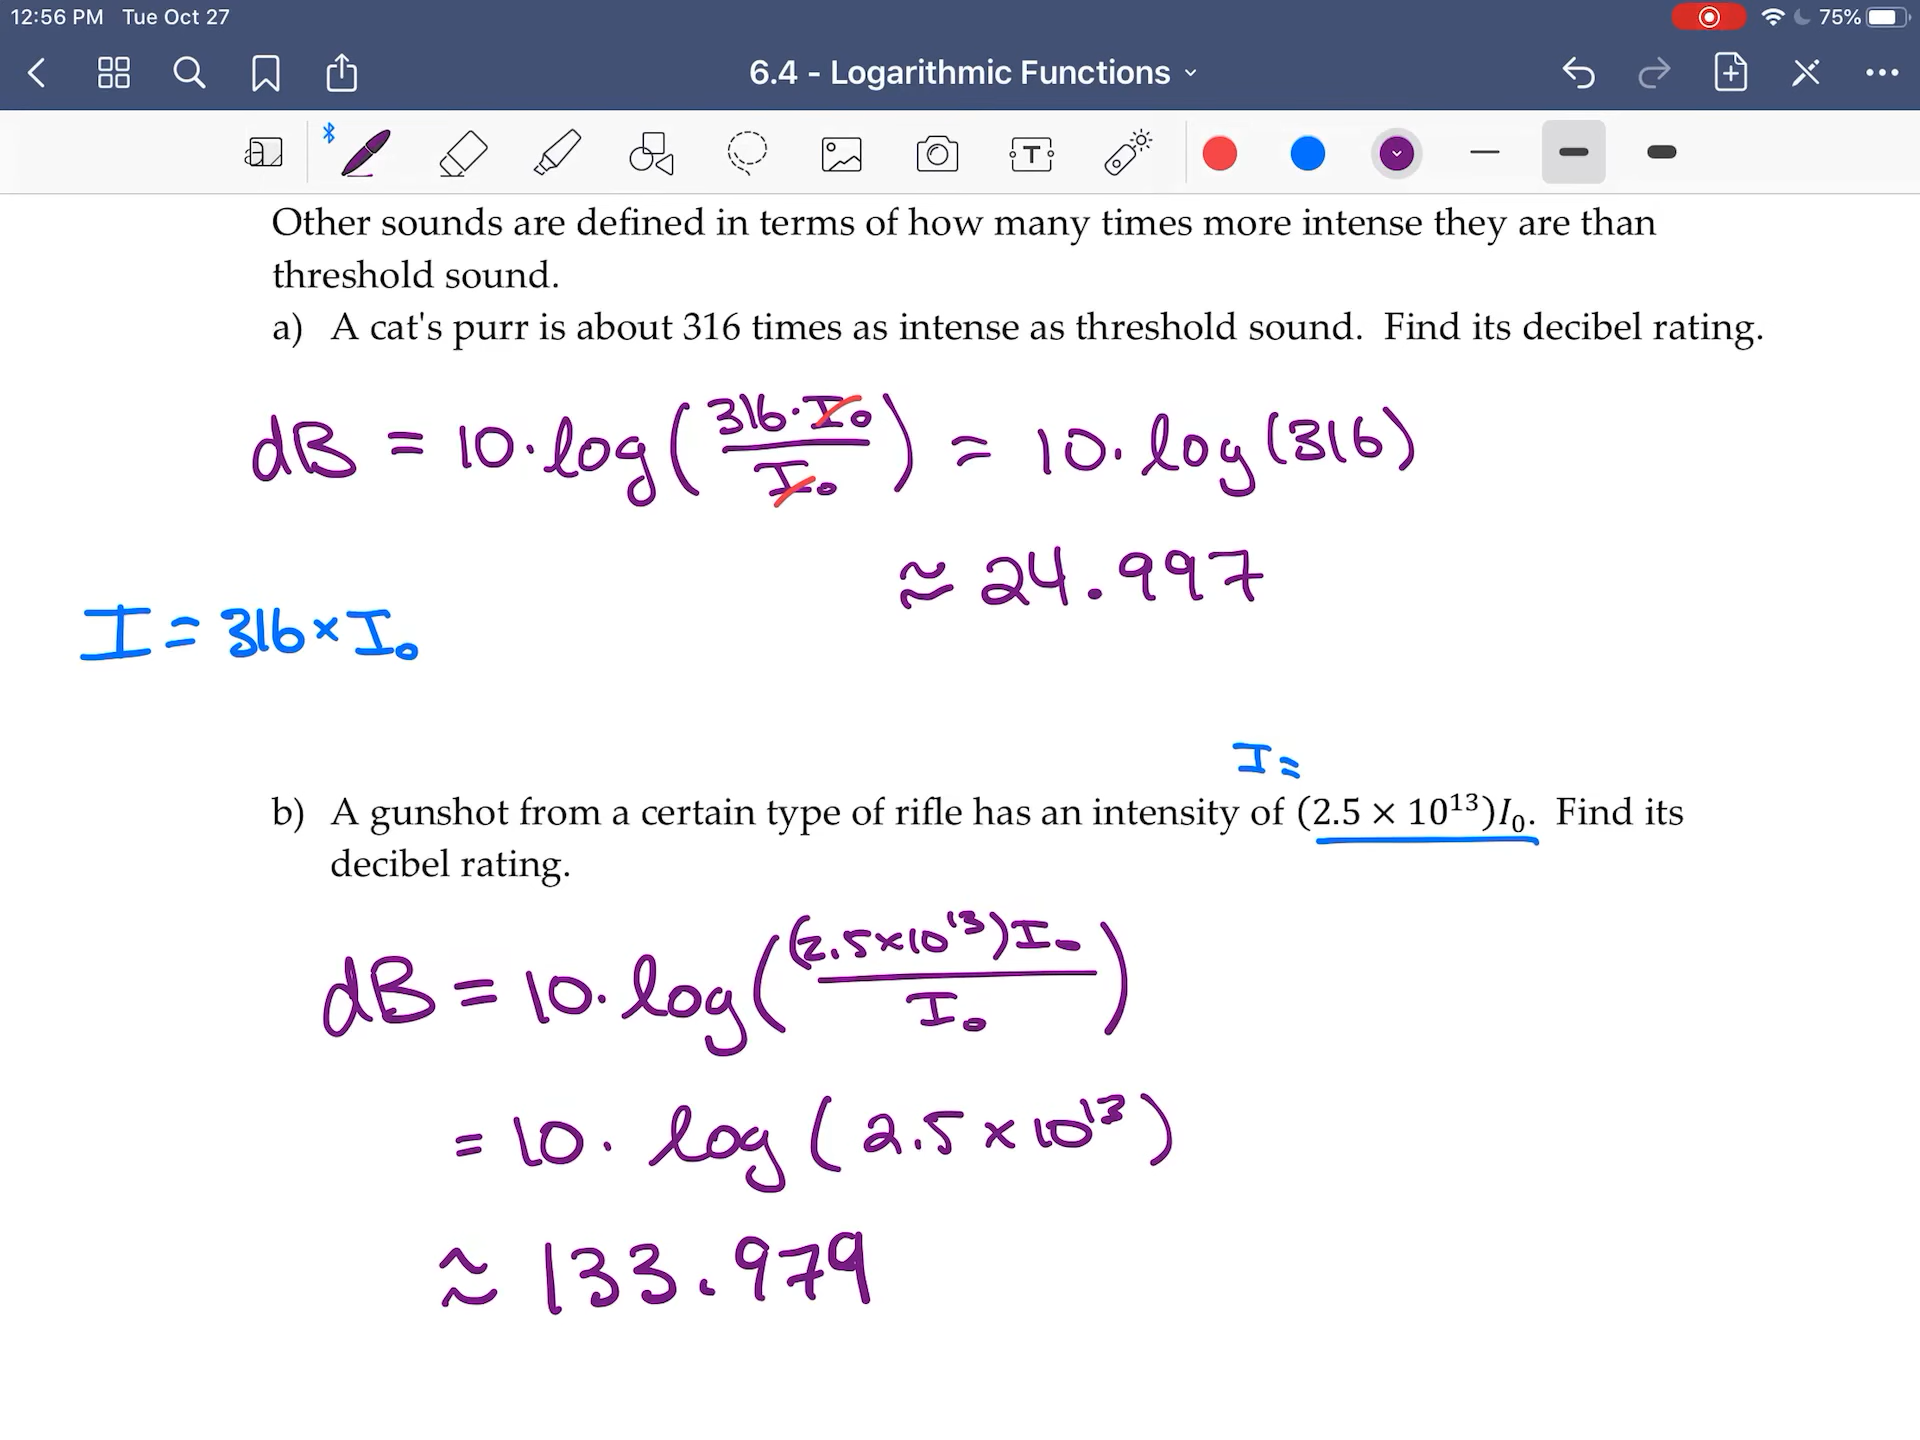 12:56 PM Tue Oct 27
75%
6.4 - Logarithmic Functions
Other sounds are defined in terms of how many times more intense they are than
threshold sound.
a) A cat's purr is about 316 times as intense as threshold sound. Find its decibel rating.
dB = 10·log(316·I₀/I₀) = 10·log(316)
≈ 24.997
I = 316×I₀
I =
b) A gunshot from a certain type of rifle has an intensity of (2.5 × 10¹³)I₀. Find its
decibel rating.
dB = 10·log((2.5×10¹³)I₀/I₀)
= 10·log(2.5×10¹³)
≈ 133.979